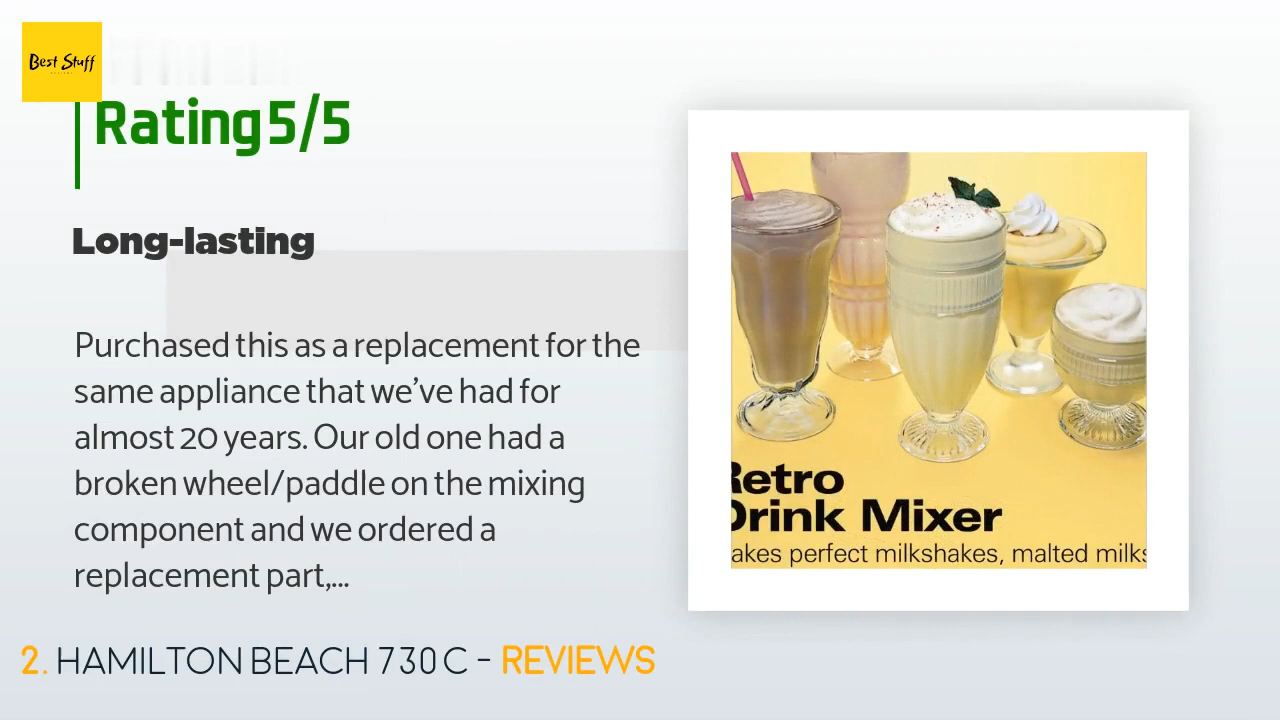 Best Stuff
Rating 5/5
Long-lasting
Purchased this as a replacement for the
same appliance that we've had for
almost 20 years. Our old one had a
broken wheel/paddle on the mixing
component and we ordered a
replacement part,...
Retro
Drink Mixer
akes perfect milkshakes, malted milks
2. HAMILTON BEACH 730C - REVIEWS